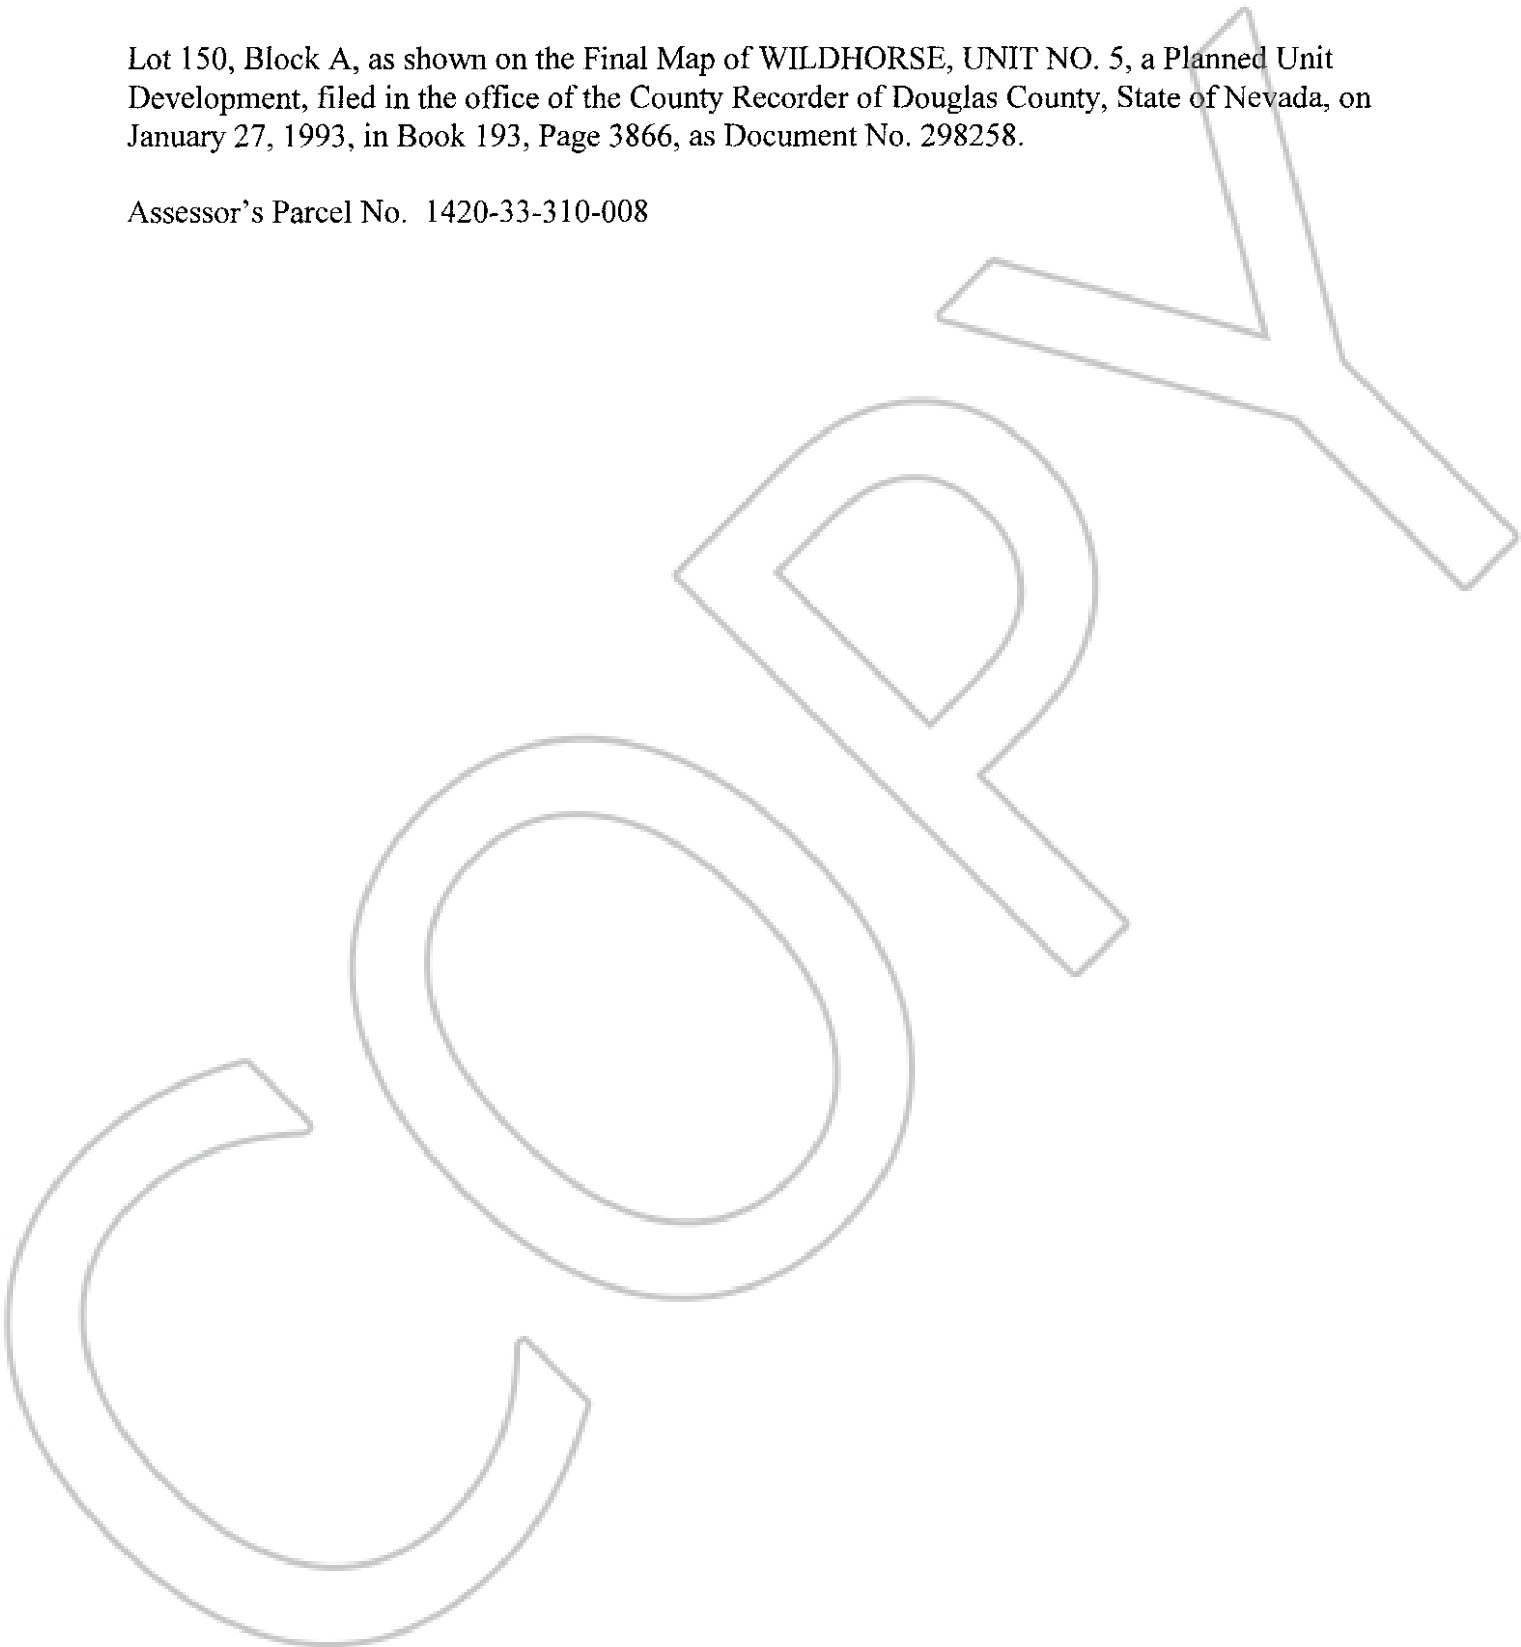 Lot 150, Block A, as shown on the Final Map of WILDHORSE, UNIT NO. 5, a Planned Unit
Development, filed in the office of the County Recorder of Douglas County, State of Nevada, on
January 27, 1993, in Book 193, Page 3866, as Document No. 298258.
Assessor's Parcel No. 1420-33-310-008
COPY